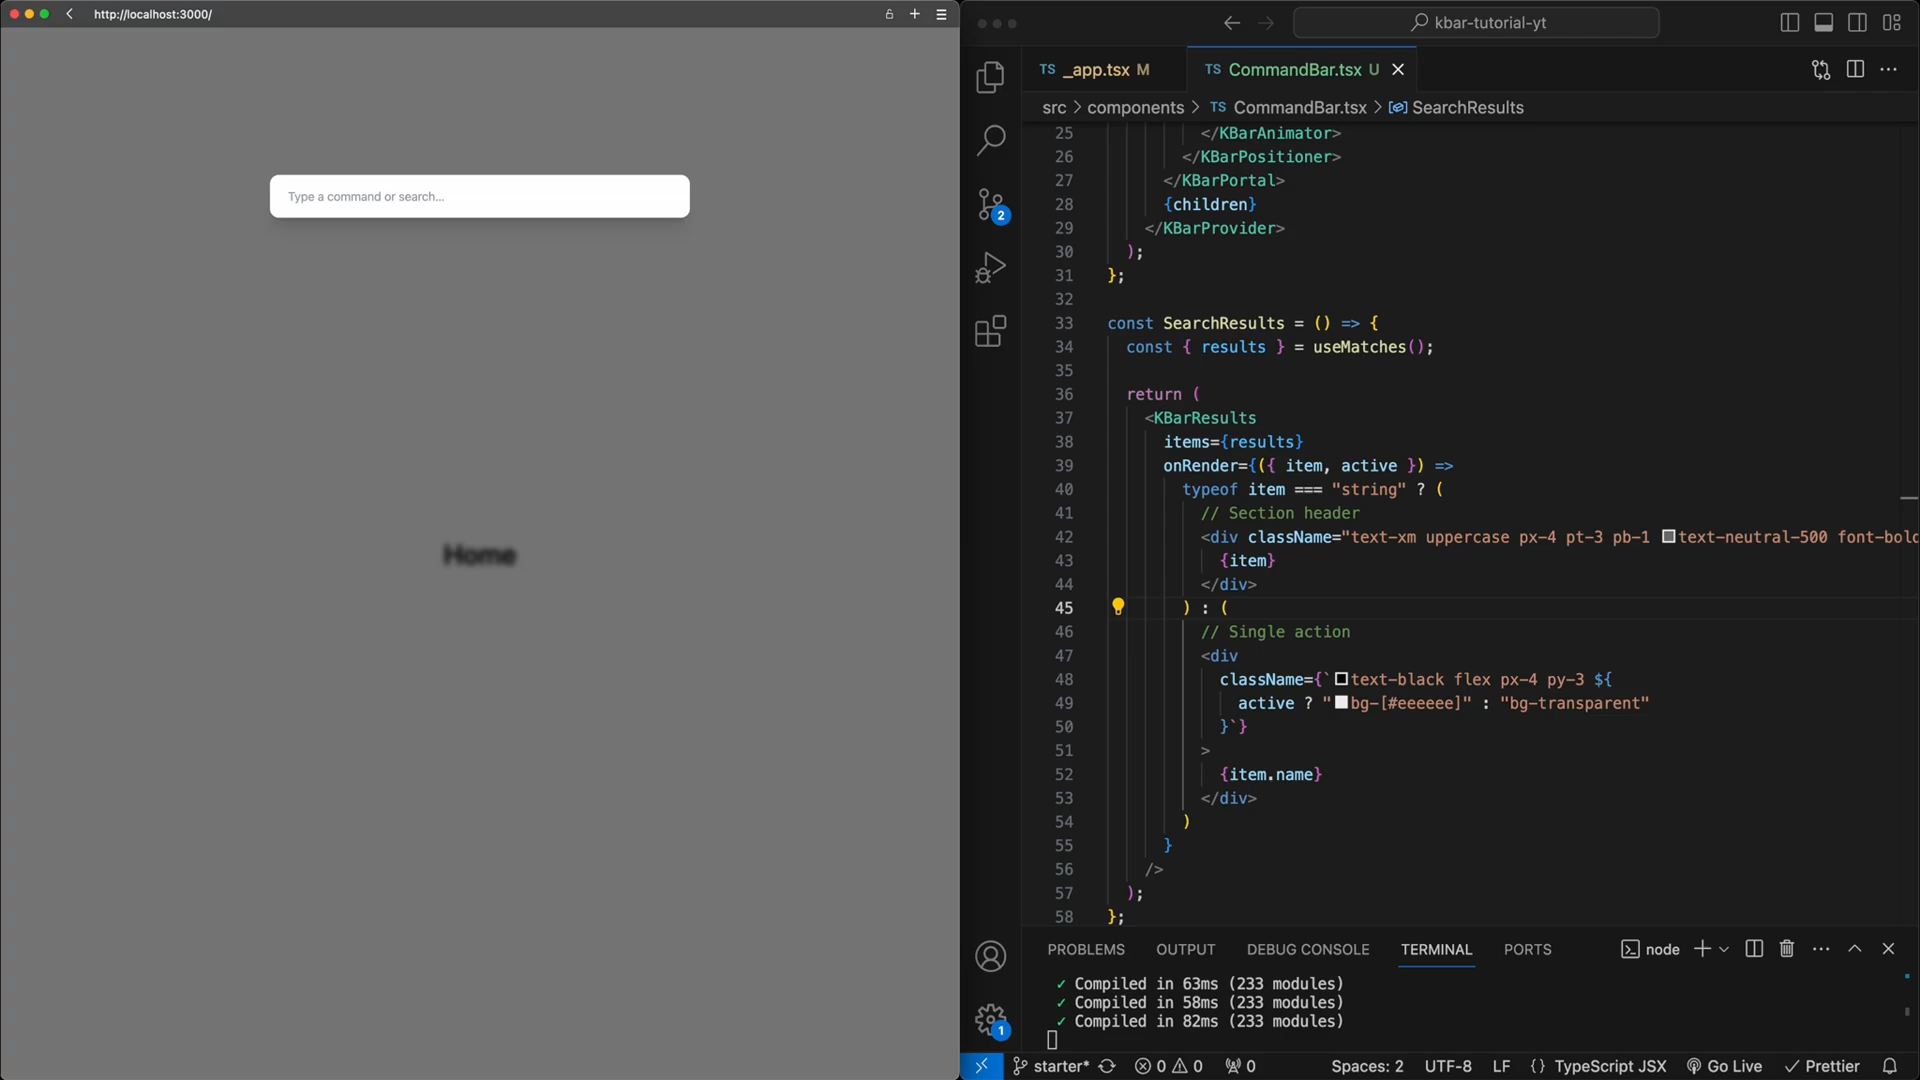 http://localhost:3000/
Type a command or search...
Home
kbar-tutorial-yt
TS _app.tsx M
TS CommandBar.tsx U
src > components > TS CommandBar.tsx > SearchResults
25 </KBarAnimator>
26 </KBarPositioner>
27 </KBarPortal>
28 {children}
29 </KBarProvider>
30 );
31 };
32
33 const SearchResults = () => {
34 const { results } = useMatches();
35
36 return (
37 <KBarResults
38 items={results}
39 onRender={({ item, active }) =>
40 typeof item === "string" ? (
41 // Section header
42 <div className="text-xm uppercase px-4 pt-3 pb-1 text-neutral-500 font-bold
43 {item}
44 </div>
45 ) : (
46 // Single action
47 <div
48 className={`text-black flex px-4 py-3 ${
49 active ? "bg-[#eeeeee]" : "bg-transparent"
50 }`}
51 >
52 {item.name}
53 </div>
54 )
55 }
56 />
57 );
58 };
2
1
PROBLEMS OUTPUT DEBUG CONSOLE TERMINAL PORTS node
✓ Compiled in 63ms (233 modules)
✓ Compiled in 58ms (233 modules)
✓ Compiled in 82ms (233 modules)
starter* 0 0 0 Spaces: 2 UTF-8 LF {} TypeScript JSX Go Live Prettier